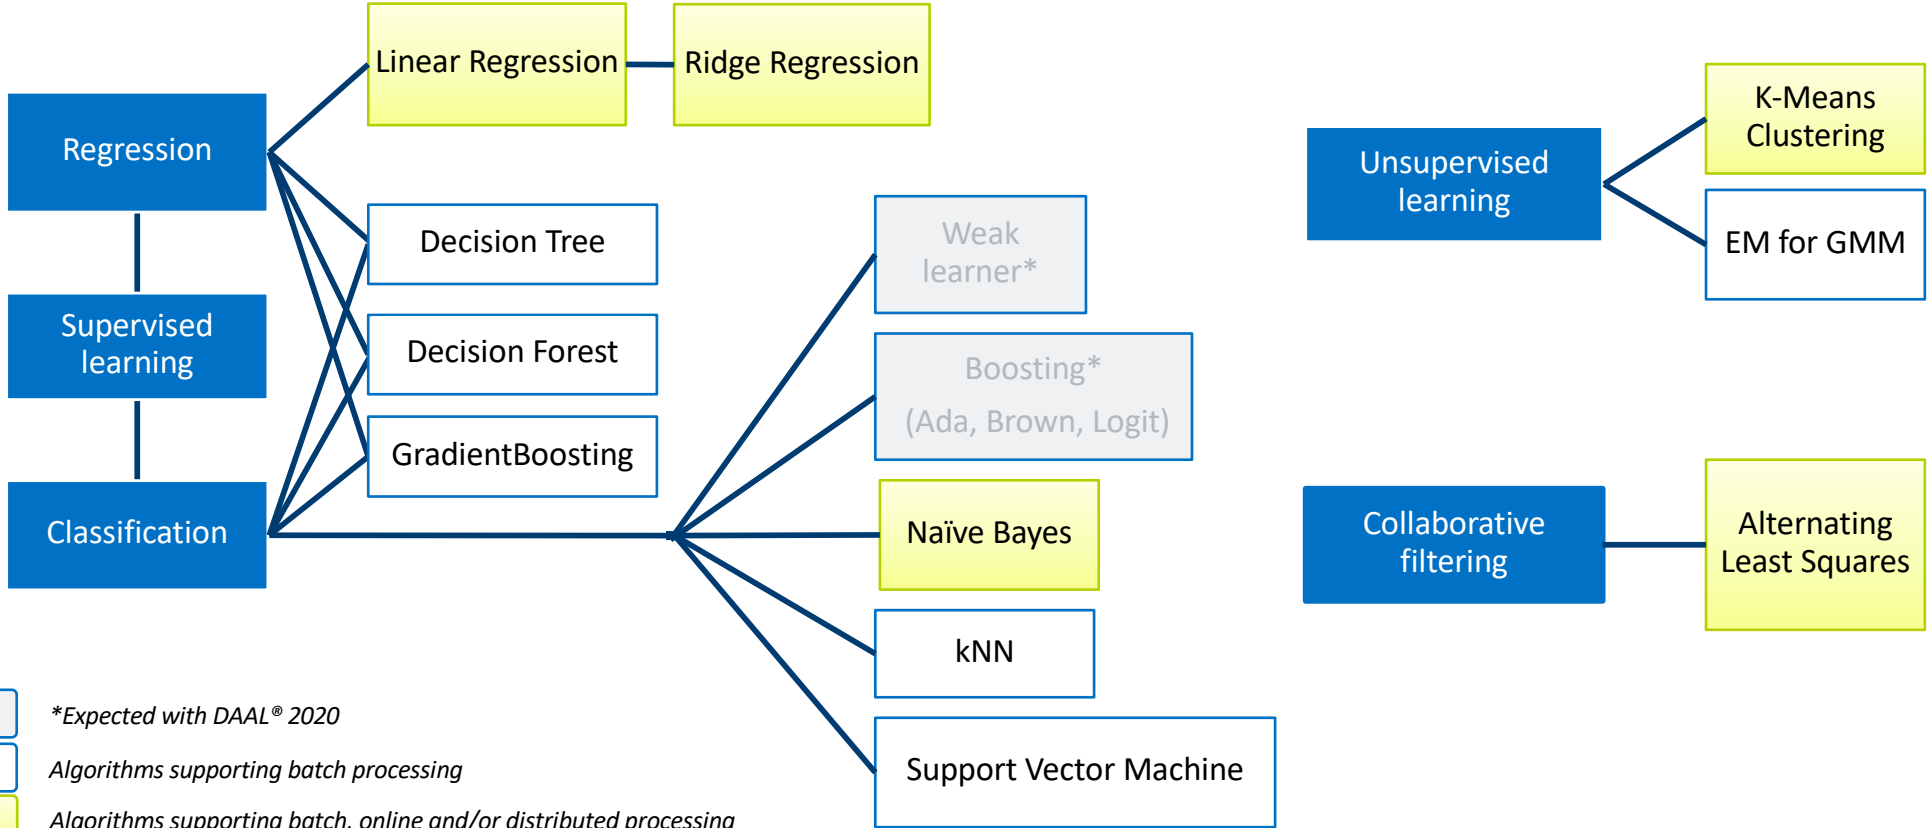 Linear Regression
Ridge Regression
Regression
Decision Tree
Supervised
learning
Decision Forest
GradientBoosting
Classification
Weak
learner*
Boosting*
(Ada, Brown, Logit)
Naïve Bayes
kNN
Support Vector Machine
K-Means
Clustering
Unsupervised
learning
EM for GMM
Collaborative
filtering
Alternating
Least Squares
*Expected with DAAL® 2020
Algorithms supporting batch processing
Algorithms supporting batch, online and/or distributed processing